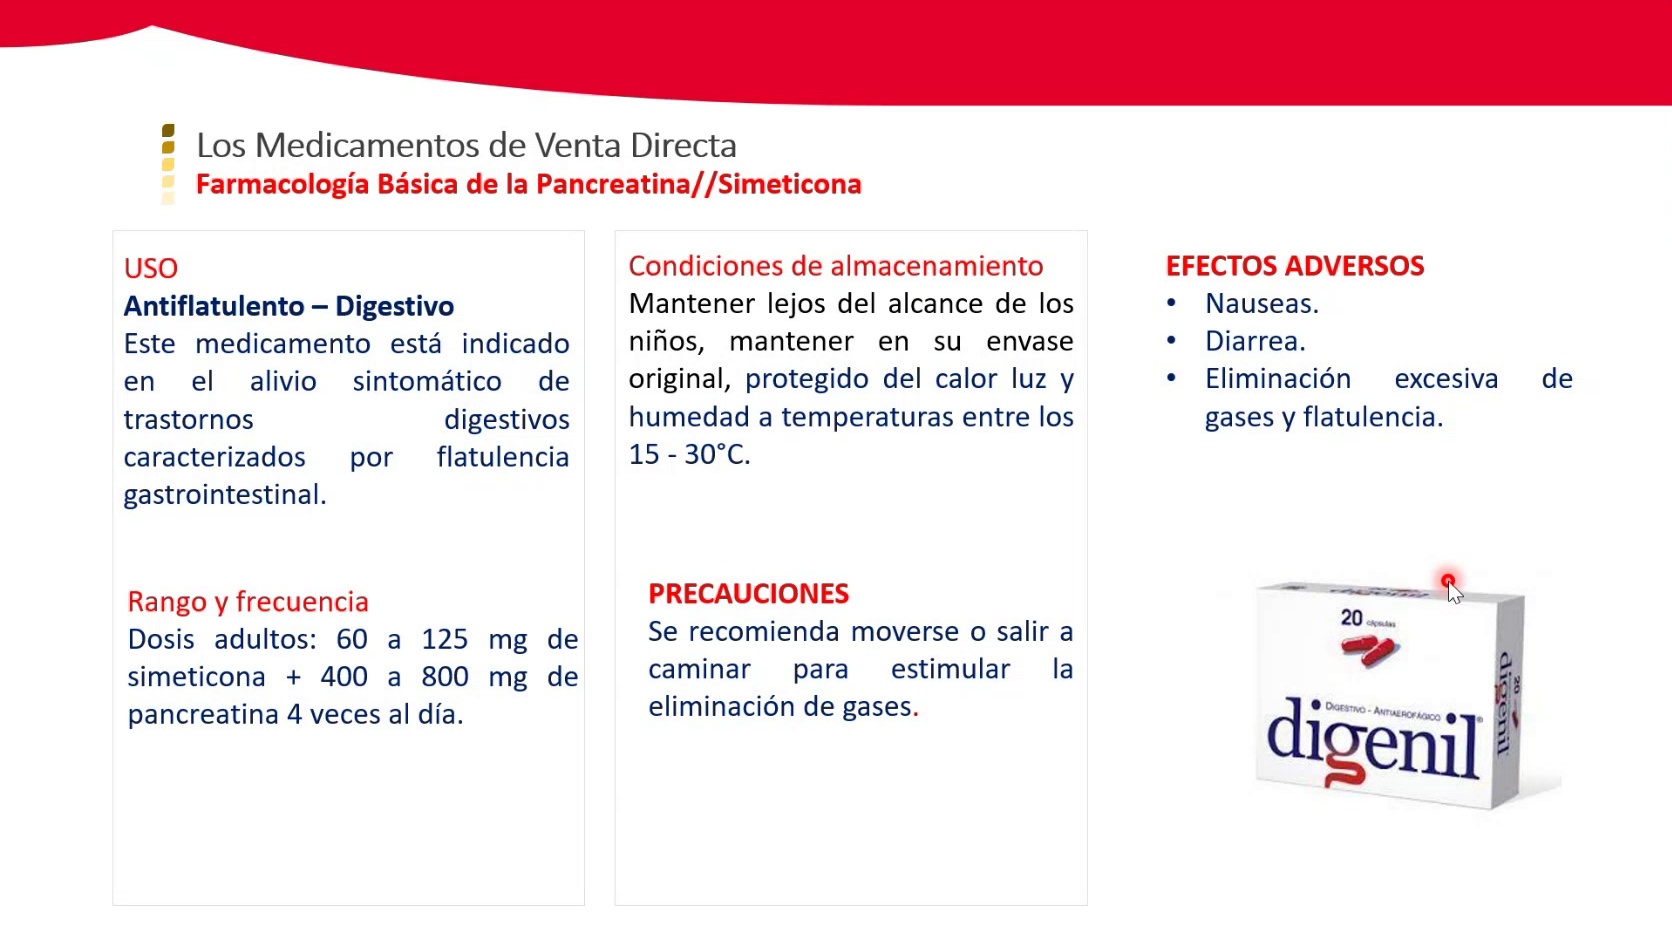 Los Medicamentos de Venta Directa
Farmacología Básica de la Pancreatina//Simeticona
USO
Antiflatulento – Digestivo
Este medicamento está indicado
en el alivio sintomático de
trastornos digestivos
caracterizados por flatulencia
gastrointestinal.
Rango y frecuencia
Dosis adultos: 60 a 125 mg de
simeticona + 400 a 800 mg de
pancreatina 4 veces al día.
Condiciones de almacenamiento
Mantener lejos del alcance de los
niños, mantener en su envase
original, protegido del calor luz y
humedad a temperaturas entre los
15 - 30°C.
PRECAUCIONES
Se recomienda moverse o salir a
caminar para estimular la
eliminación de gases.
EFECTOS ADVERSOS
• Nauseas.
• Diarrea.
• Eliminación excesiva de
gases y flatulencia.
digenil
20 cápsulas
DIGESTIVO - ANTIAEROFÁGICO
digenil®
digenil
20